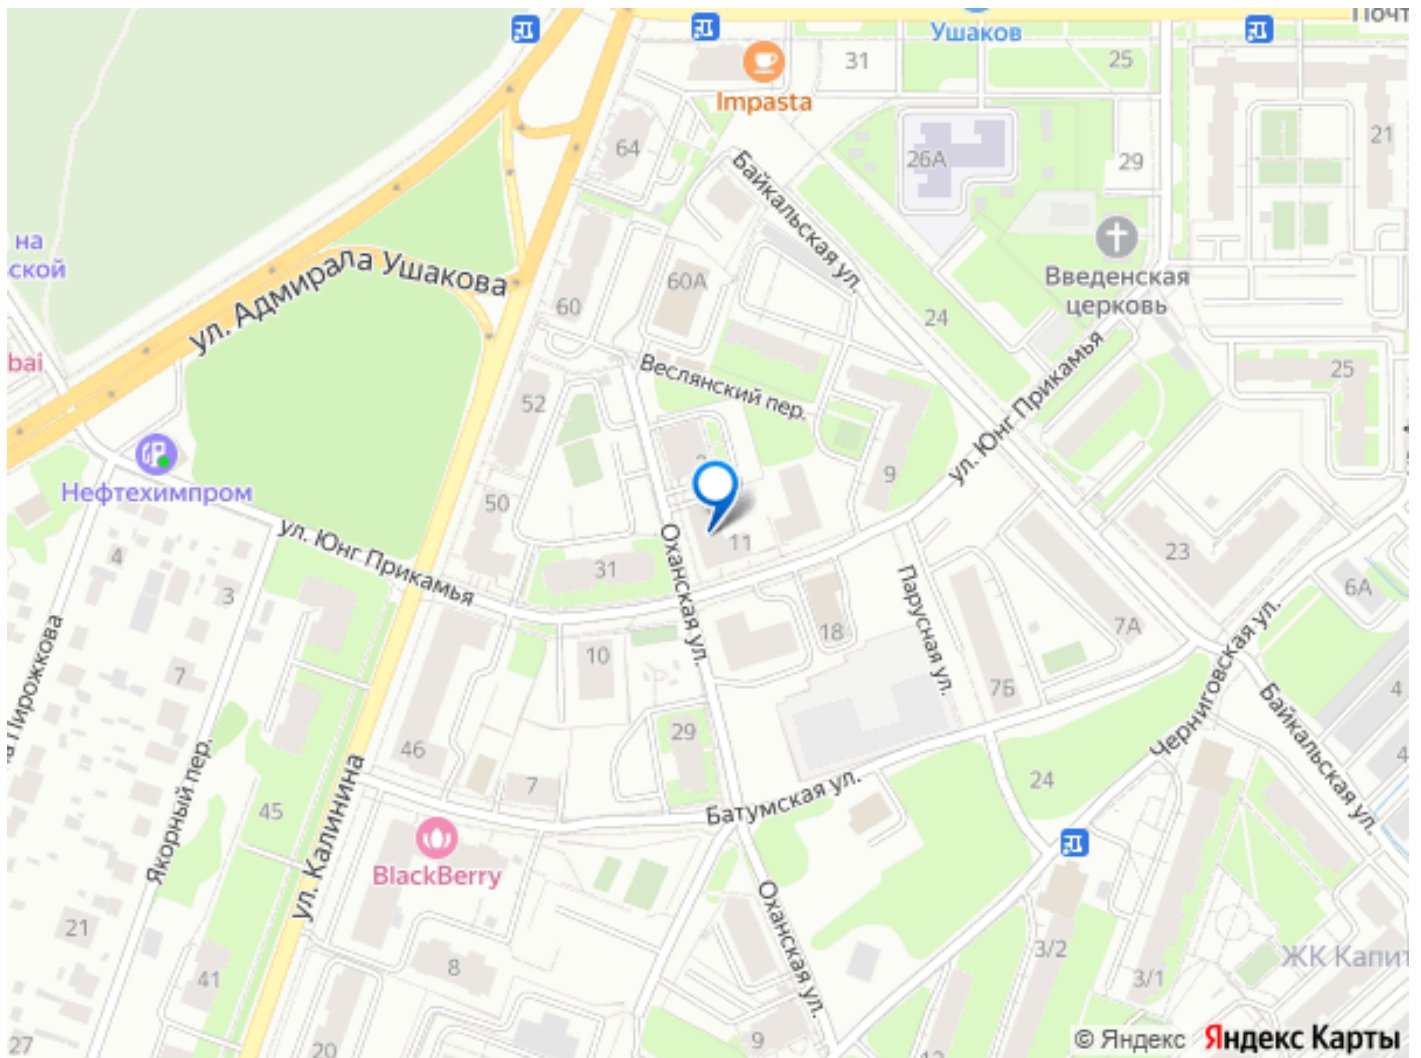 Почт
Ушаков
31
25
Impasta
21
64
Байкальская ул.
26А
29
на
ской
ул. Адмирала Ушакова
60А
60
Введенская
церковь
24
bai
Веслянский пер.
52
25
ул. Юнг Прикамья
Нефтехимпром
50
9
11
ул. Юнг Прикамья
Оханская ул.
31
4
3
Парусная ул.
23
6А
18
7А
Черниговская ул.
10
7
7Б
4
Пирожкова
29
46
Байкальская ул.
4
7
24
Батумская ул.
45
Якорный пер.
ул. Калинина
BlackBerry
Оханская ул.
21
3/2
ЖК Капит
8
41
3/1
27
20
9
12
© Яндекс Яндекс Карты